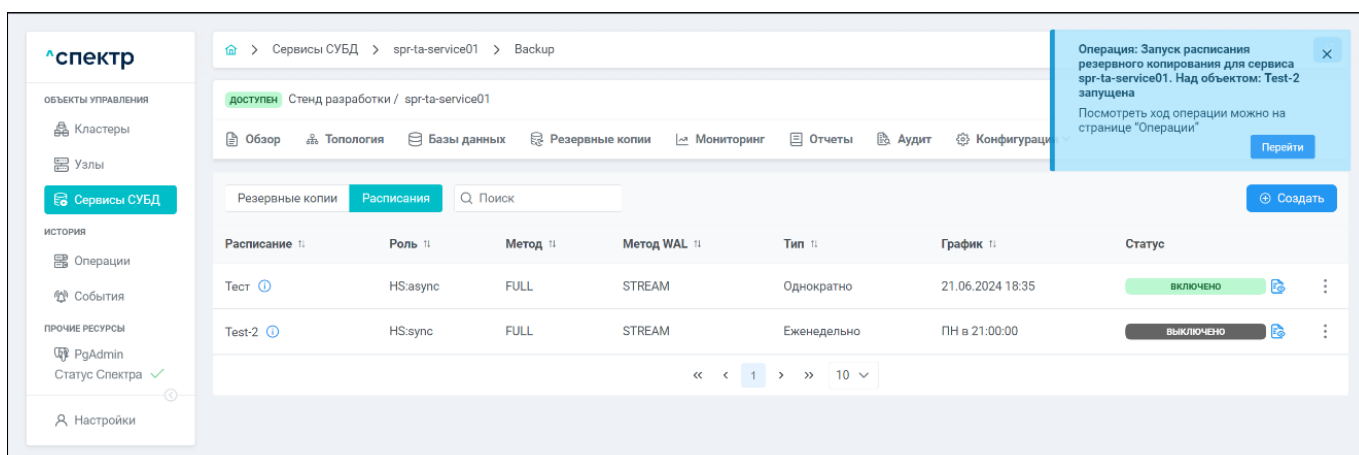 ^спектр
ОБЪЕКТЫ УПРАВЛЕНИЯ
Кластеры
Узлы
Сервисы СУБД
ИСТОРИЯ
Операции
События
ПРОЧИЕ РЕСУРСЫ
PgAdmin
Статус Спектра
Настройки
> Сервисы СУБД > spr-ta-service01 > Backup
ДОСТУПЕН Стенд разработки / spr-ta-service01
Обзор Топология Базы данных Резервные копии Мониторинг Отчеты Аудит Конфигурация
Операция: Запуск расписания
резервного копирования для сервиса
spr-ta-service01. Над объектом: Test-2
запущена
Посмотреть ход операции можно на
странице "Операции"
Перейти
Резервные копии Расписания Поиск Создать
Расписание Роль Метод Метод WAL Тип График Статус
Тест HS:async FULL STREAM Однократно 21.06.2024 18:35 ВКЛЮЧЕНО
Test-2 HS:sync FULL STREAM Еженедельно ПН в 21:00:00 ВЫКЛЮЧЕНО
« ‹ 1 › » 10